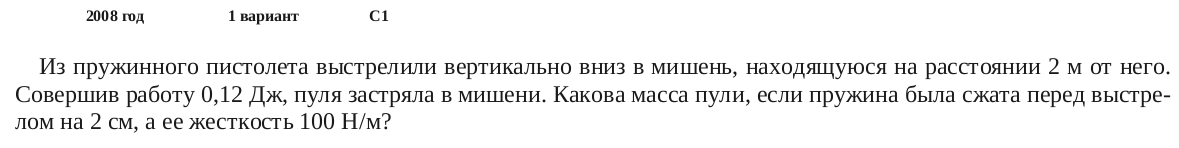 2008 год 1 вариант С1
Из пружинного пистолета выстрелили вертикально вниз в мишень, находящуюся на расстоянии 2 м от него.
Совершив работу 0,12 Дж, пуля застряла в мишени. Какова масса пули, если пружина была сжата перед выстре-
лом на 2 см, а ее жесткость 100 Н/м?